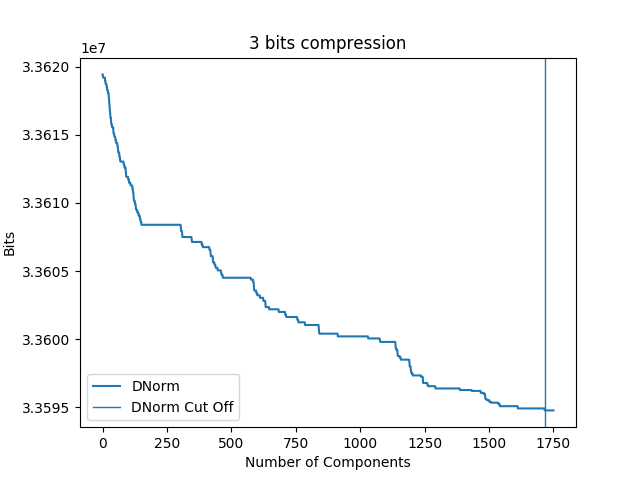 3 bits compression
1e7
3.3620
3.3615
3.3610
3.3605
3.3600
3.3595
Bits
DNorm
DNorm Cut Off
0 250 500 750 1000 1250 1500 1750
Number of Components